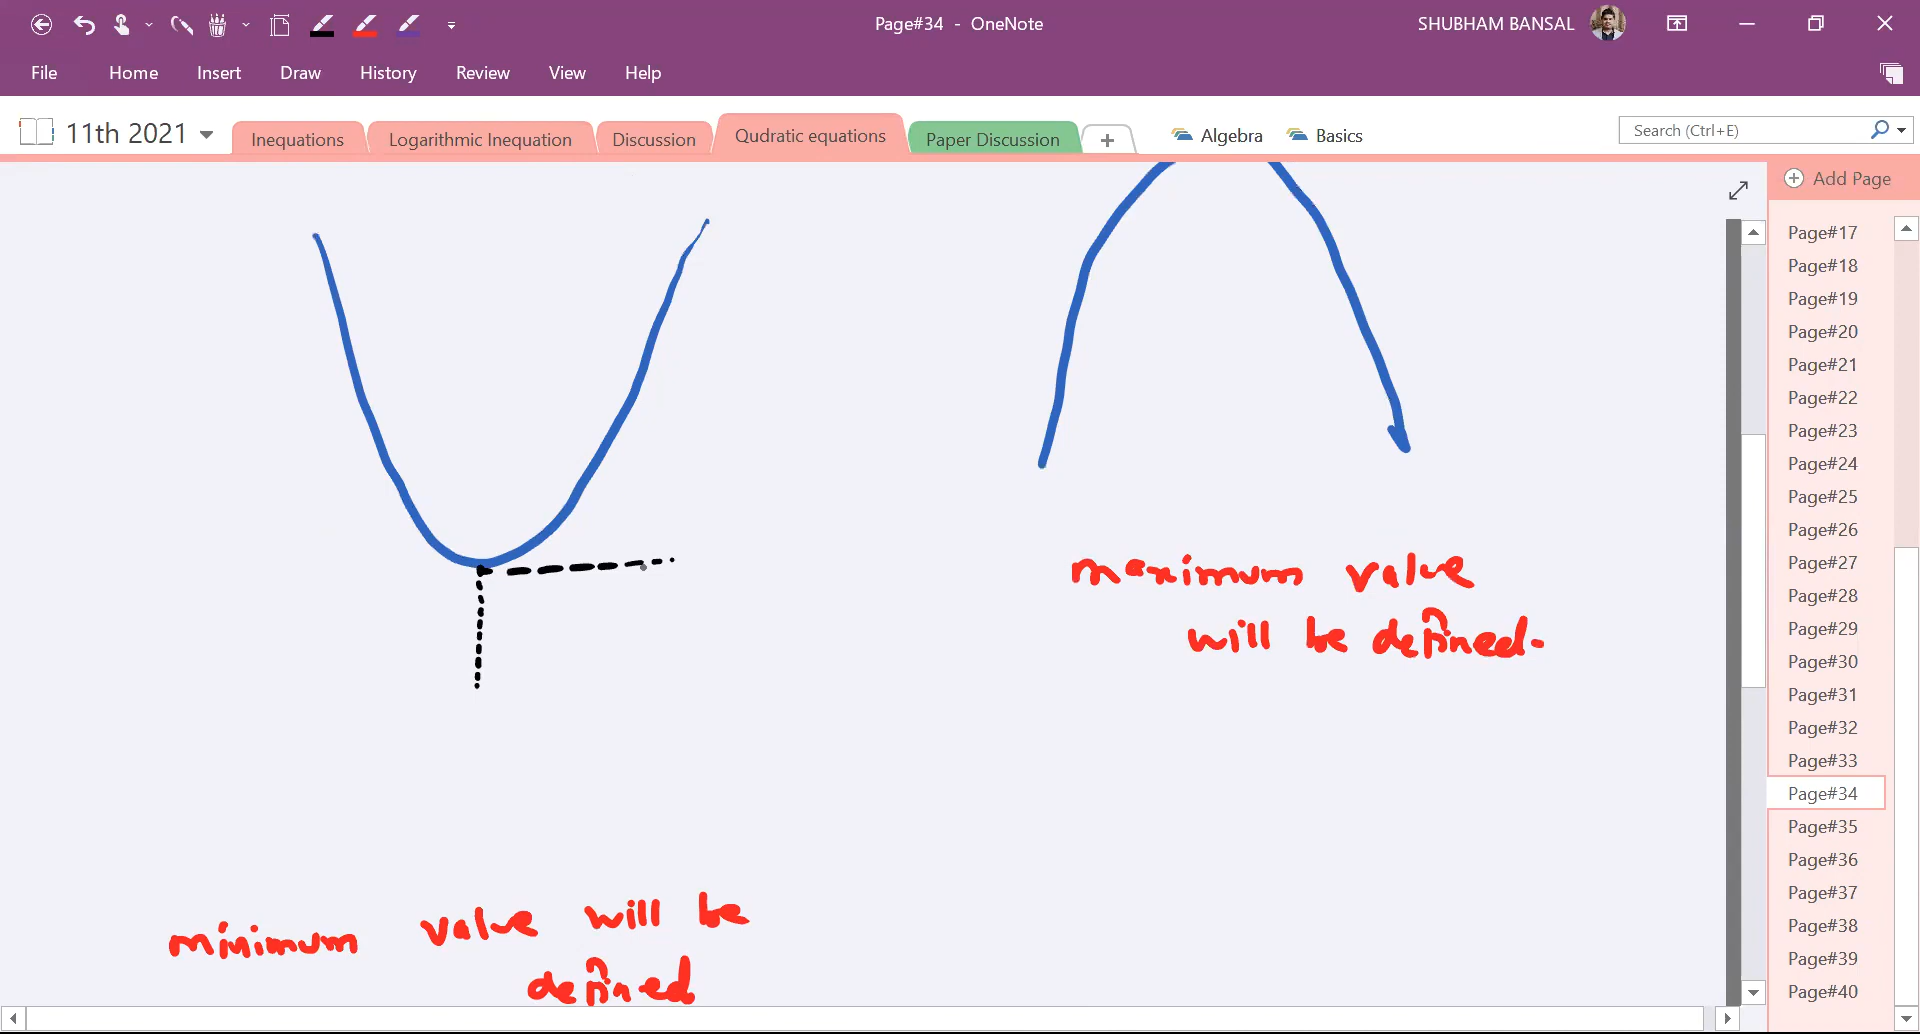 Page#34 - OneNote
SHUBHAM BANSAL
File Home Insert Draw History Review View Help
11th 2021
Inequations
Logarithmic Inequation
Discussion
Qudratic equations
Paper Discussion
Algebra
Basics
Search (Ctrl+E)
Add Page
Page#17
Page#18
Page#19
Page#20
Page#21
Page#22
Page#23
Page#24
Page#25
Page#26
Page#27
Page#28
Page#29
Page#30
Page#31
Page#32
Page#33
Page#34
Page#35
Page#36
Page#37
Page#38
Page#39
Page#40
maximum value
will be defined.
minimum value will be
defined